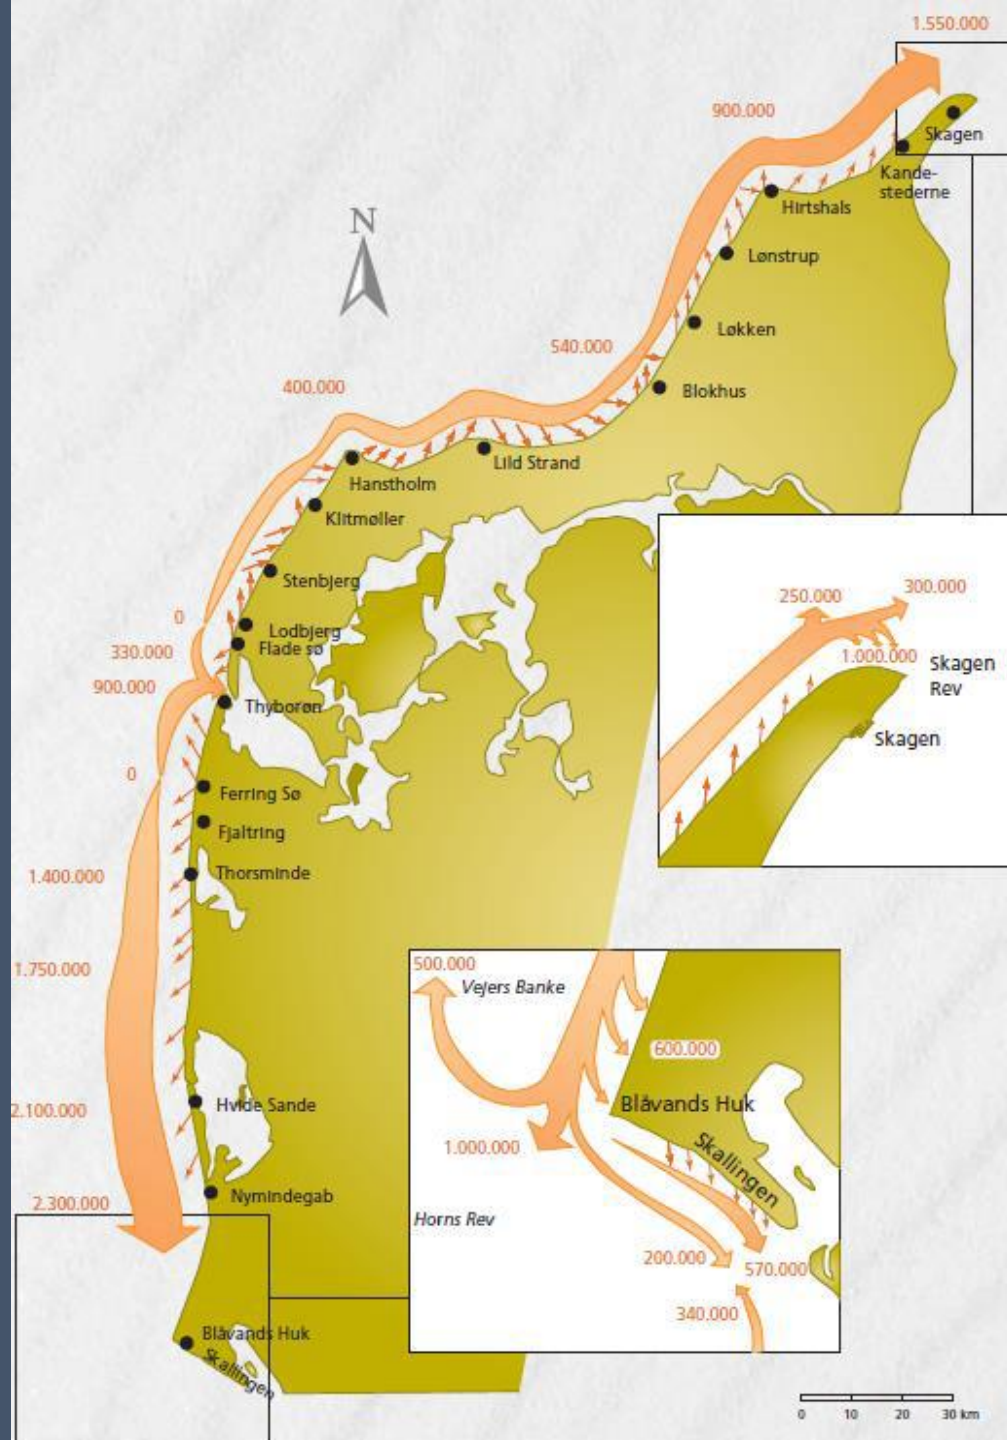 1.550.000
900.000
Skagen
Kande-
stederne
Hirtshals
N
Lønstrup
Løkken
540.000
400.000
Blokhus
Lild Strand
Hanstholm
Klitmøller
Stenbjerg
0
Lodbjerg
Flade sø
330.000
900.000
Thyborøn
0
Ferring Sø
Fjaltring
1.400.000
Thorsminde
1.750.000
Hvide Sande
2.100.000
Nymindegab
2.300.000
Blåvands Huk
Skallingen
250.000
300.000
1.000.000
Skagen
Rev
Skagen
500.000
Vejers Banke
600.000
Blåvands Huk
1.000.000
Skallingen
Horns Rev
200.000
570.000
340.000
0 10 20 30 km